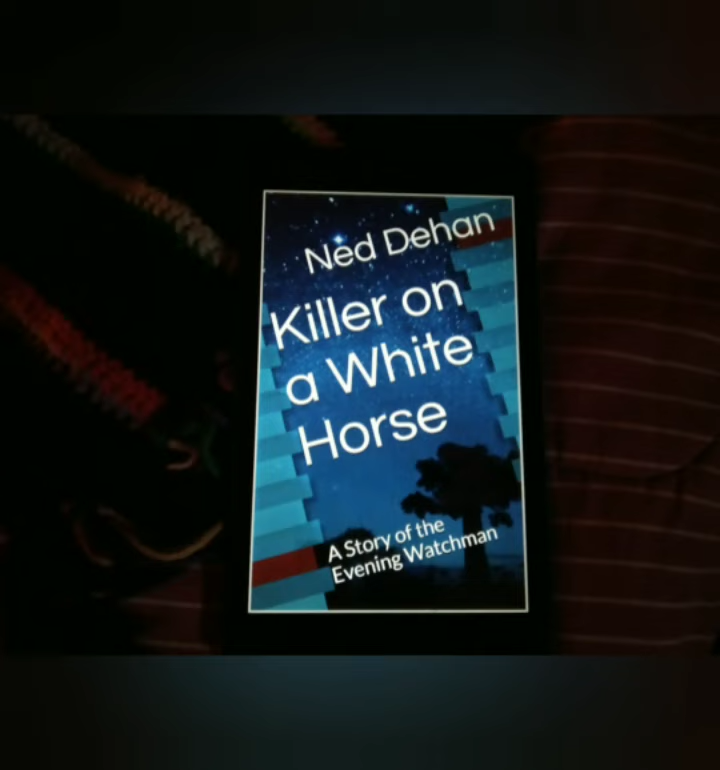 Ned Dehan
Killer on
a White
Horse
A Story of the
Evening Watchman